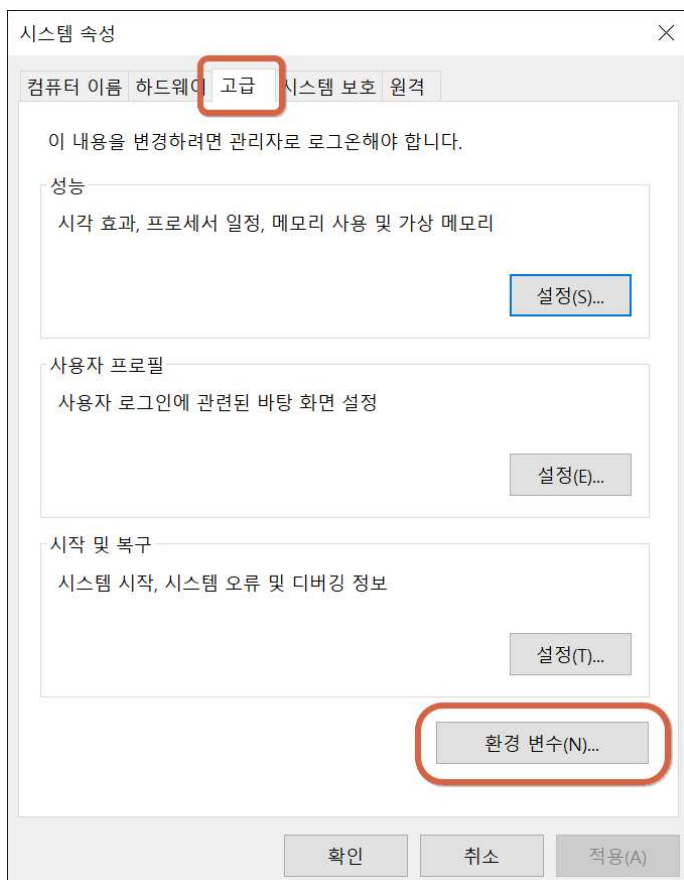 시스템 속성
컴퓨터 이름 하드웨어 고급 시스템 보호 원격
이 내용을 변경하려면 관리자로 로그온해야 합니다.
성능
시각 효과, 프로세서 일정, 메모리 사용 및 가상 메모리
설정(S)...
사용자 프로필
사용자 로그인에 관련된 바탕 화면 설정
설정(E)...
시작 및 복구
시스템 시작, 시스템 오류 및 디버깅 정보
설정(T)...
환경 변수(N)...
확인 취소 적용(A)